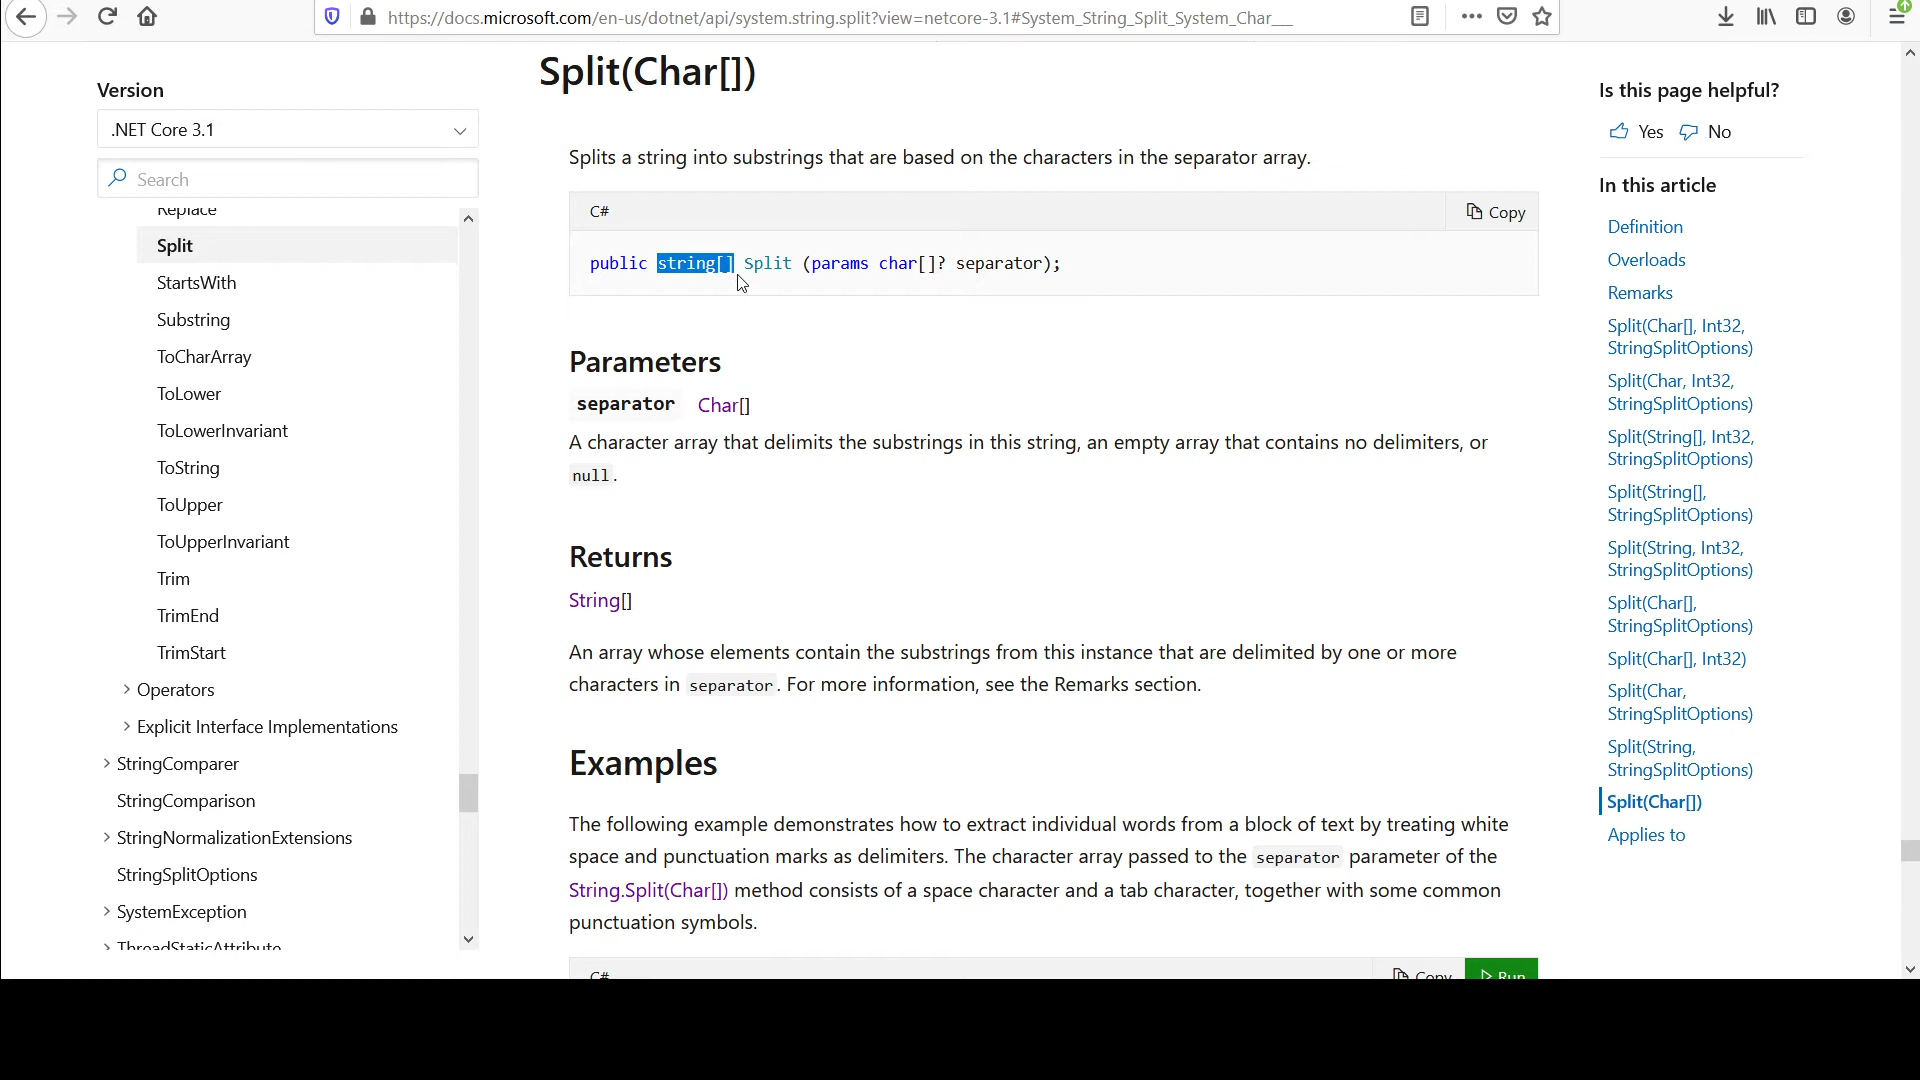 https://docs.microsoft.com/en-us/dotnet/api/system.string.split?view=netcore-3.1#System_String_Split_System_Char___
Version
.NET Core 3.1
Search
Replace
Split
StartsWith
Substring
ToCharArray
ToLower
ToLowerInvariant
ToString
ToUpper
ToUpperInvariant
Trim
TrimEnd
TrimStart
Operators
Explicit Interface Implementations
StringComparer
StringComparison
StringNormalizationExtensions
StringSplitOptions
SystemException
ThreadStaticAttribute
Split(Char[])
Splits a string into substrings that are based on the characters in the separator array.
C#
Copy
public string[] Split (params char[]? separator);
Parameters
separator Char[]
A character array that delimits the substrings in this string, an empty array that contains no delimiters, or
null.
Returns
String[]
An array whose elements contain the substrings from this instance that are delimited by one or more
characters in separator. For more information, see the Remarks section.
Examples
The following example demonstrates how to extract individual words from a block of text by treating white
space and punctuation marks as delimiters. The character array passed to the separator parameter of the
String.Split(Char[]) method consists of a space character and a tab character, together with some common
punctuation symbols.
C#
Copy
Run
Is this page helpful?
Yes No
In this article
Definition
Overloads
Remarks
Split(Char[], Int32,
StringSplitOptions)
Split(Char, Int32,
StringSplitOptions)
Split(String[], Int32,
StringSplitOptions)
Split(String[],
StringSplitOptions)
Split(String, Int32,
StringSplitOptions)
Split(Char[],
StringSplitOptions)
Split(Char[], Int32)
Split(Char,
StringSplitOptions)
Split(String,
StringSplitOptions)
Split(Char[])
Applies to